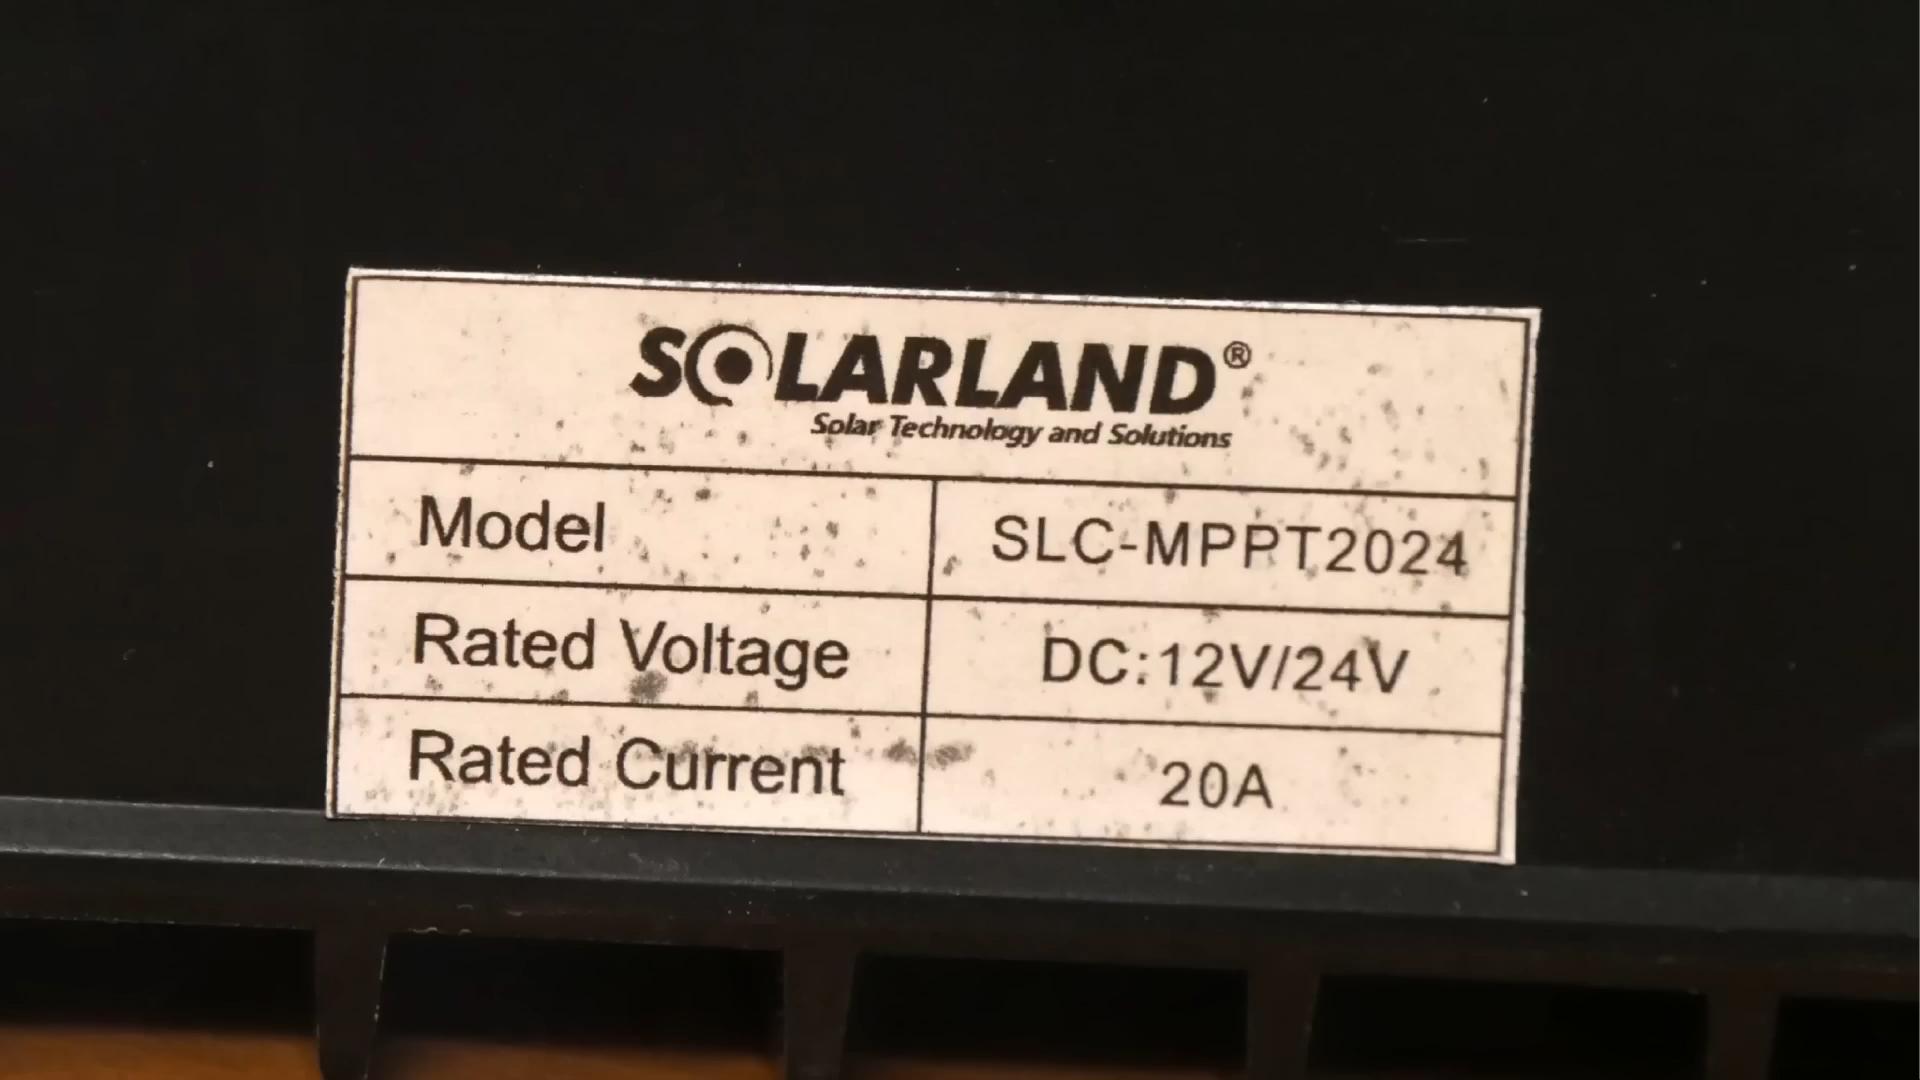 SOLARLAND®
Solar Technology and Solutions
Model SLC-MPPT2024
Rated Voltage DC:12V/24V
Rated Current 20A